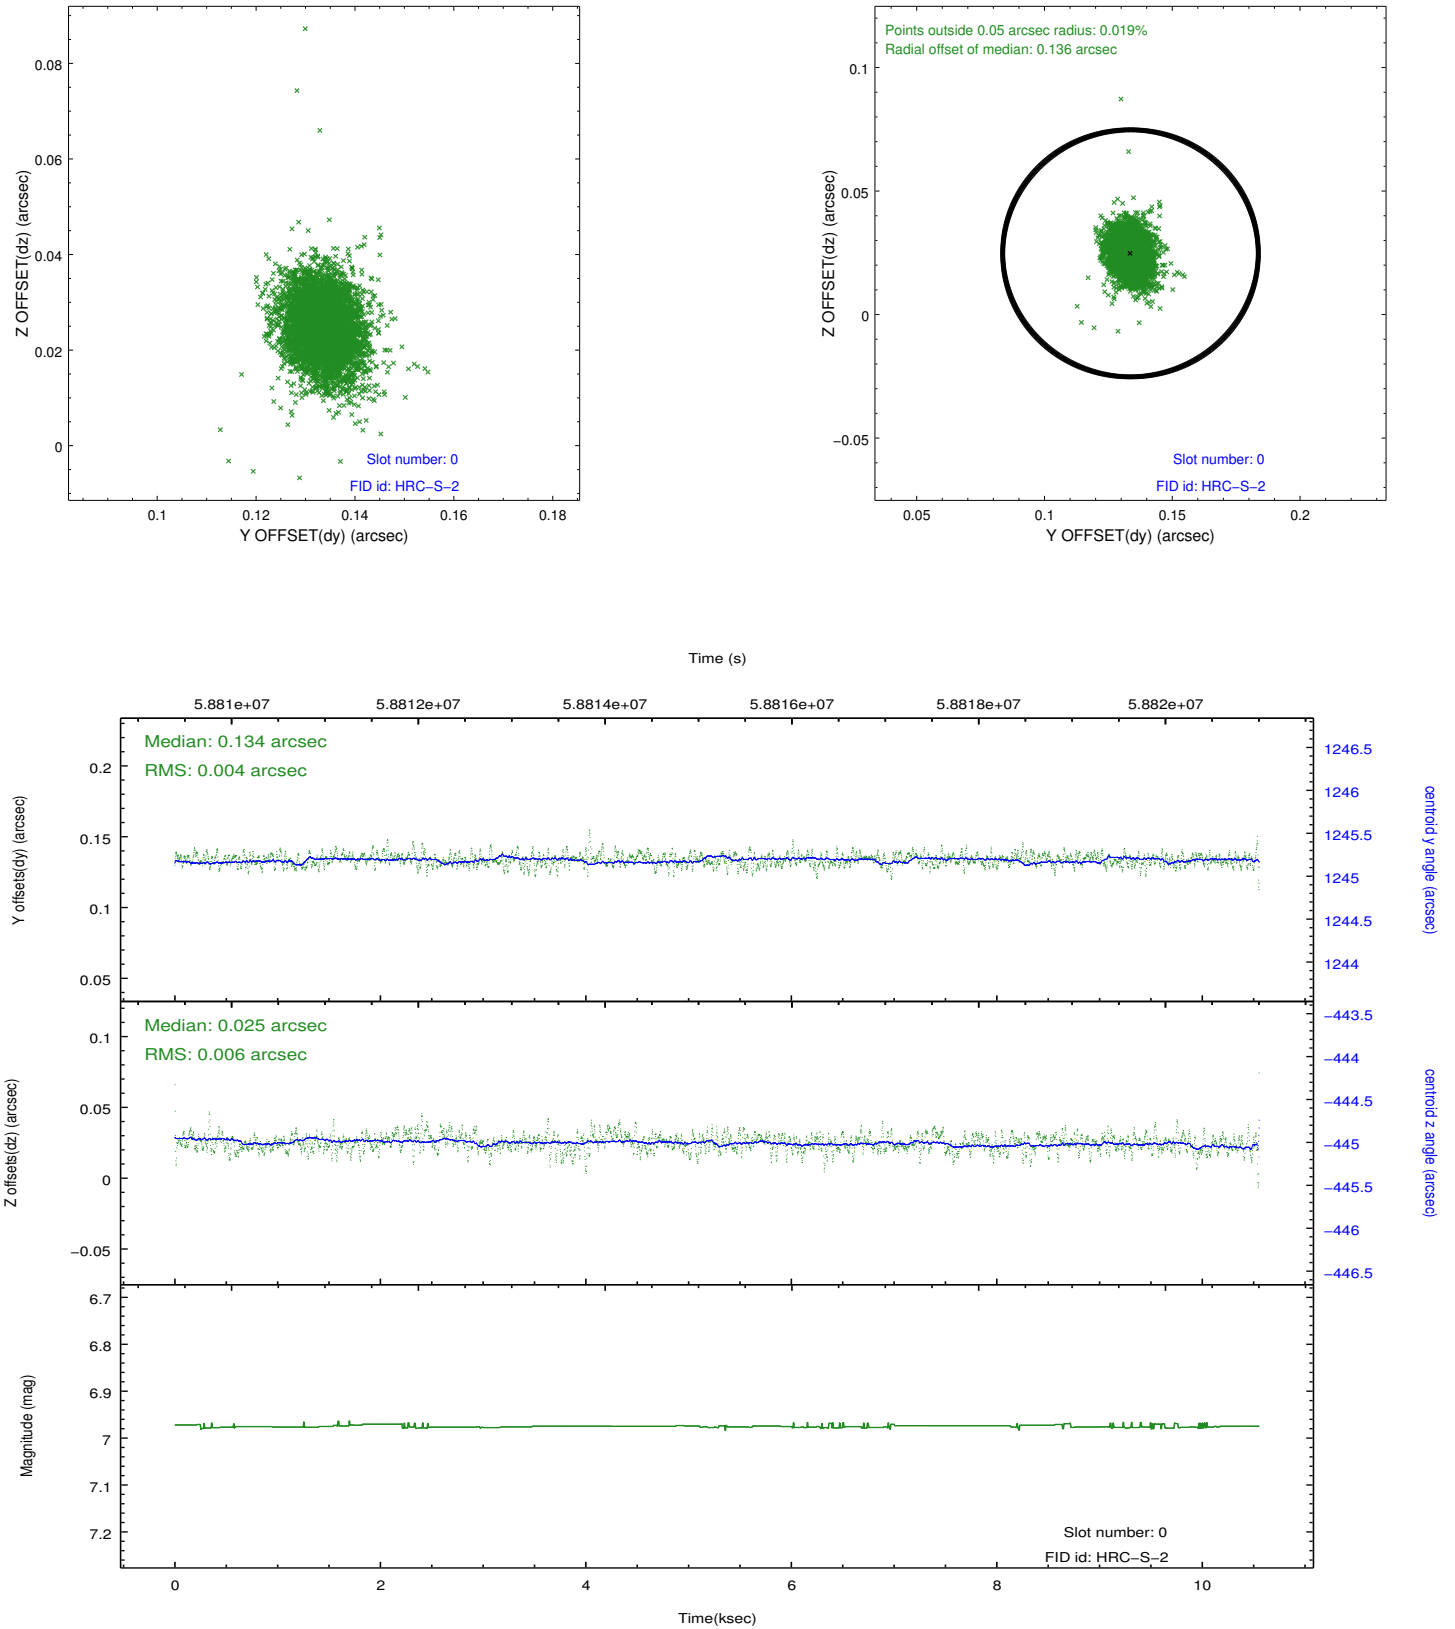 0.08
0.06
0.04
0.02
0
Z OFFSET(dz) (arcsec)
Slot number: 0
FID id: HRC−S−2
0.1
0.12
0.14
0.16
0.18
Y OFFSET(dy) (arcsec)
Points outside 0.05 arcsec radius: 0.019%
Radial offset of median: 0.136 arcsec
0.1
0.05
0
−0.05
Z OFFSET(dz) (arcsec)
Slot number: 0
FID id: HRC−S−2
0.05
0.1
0.15
0.2
Y OFFSET(dy) (arcsec)
Time (s)
5.881e+07
5.8812e+07
5.8814e+07
5.8816e+07
5.8818e+07
5.882e+07
Median: 0.134 arcsec
RMS: 0.004 arcsec
0.2
0.15
0.1
0.05
Y offsets(dy) (arcsec)
1246.5
1246
1245.5
1245
1244.5
1244
centroid y angle (arcsec)
Median: 0.025 arcsec
RMS: 0.006 arcsec
0.1
0.05
0
−0.05
Z offsets(dz) (arcsec)
−443.5
−444
−444.5
−445
−445.5
−446
−446.5
centroid z angle (arcsec)
6.7
6.8
6.9
7
7.1
7.2
Magnitude (mag)
Slot number: 0
FID id: HRC−S−2
0
2
4
6
8
10
Time(ksec)